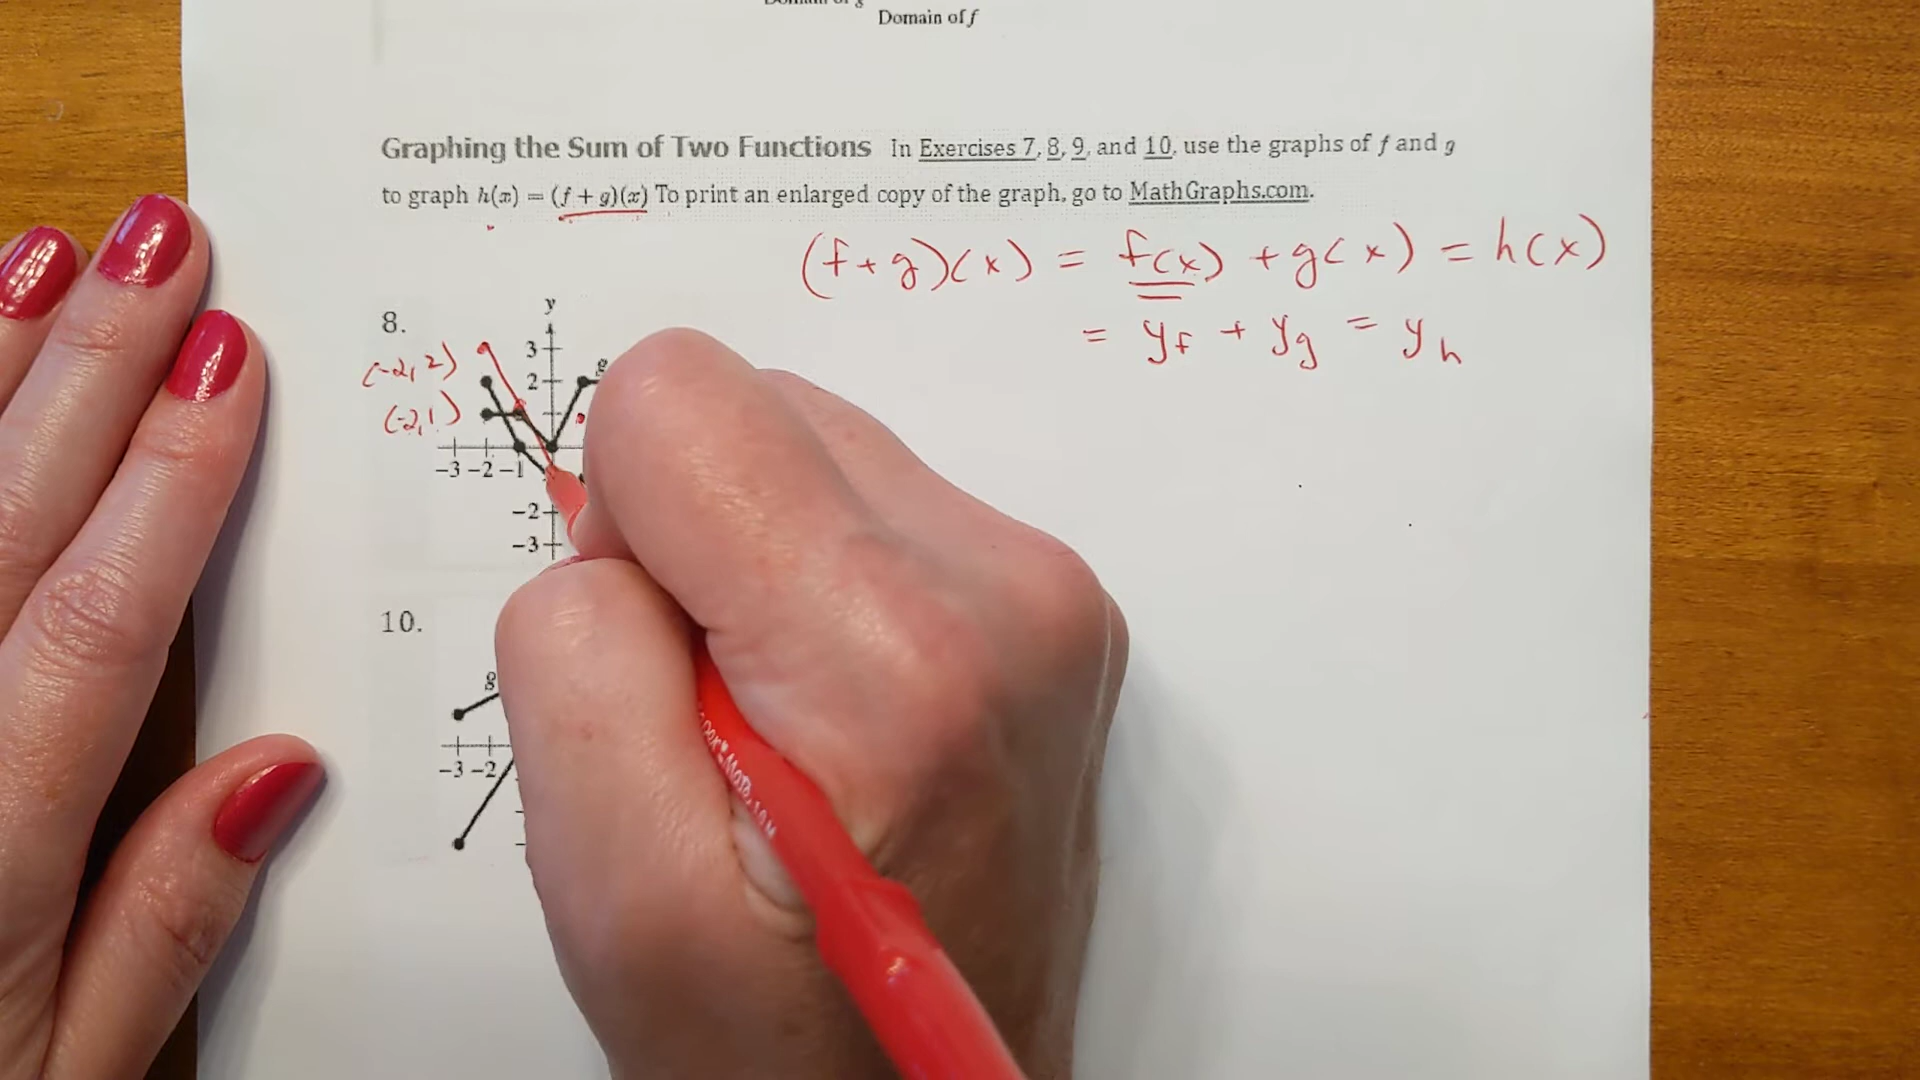 Domain of g
Domain of f
Graphing the Sum of Two Functions In Exercises 7, 8, 9, and 10, use the graphs of f and g
to graph h(x) = (f + g)(x) To print an enlarged copy of the graph, go to MathGraphs.com.
(f+g)(x) = f(x) + g(x) = h(x)
= yf + yg = yh
8.
y
(-2, 2)
3
2
g
(-2, 1)
-3 -2 -1
-2
-3
10.
g
-3 -2